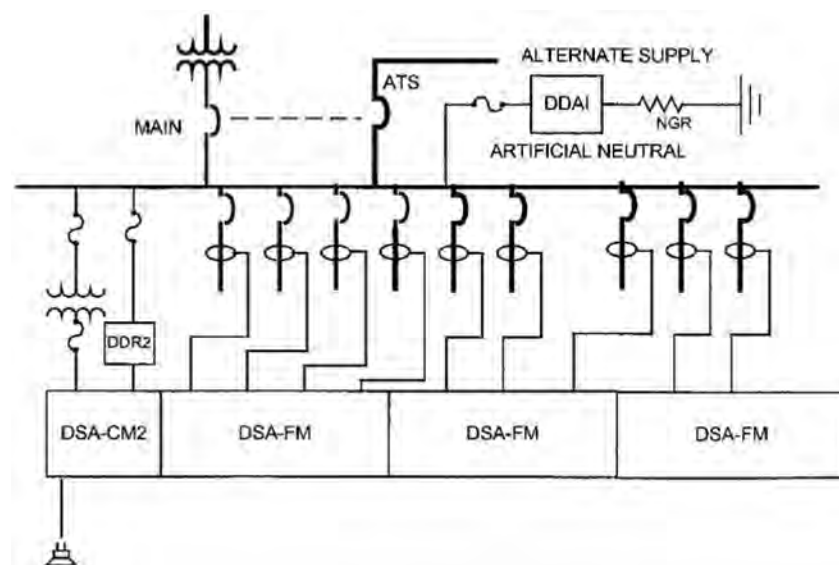 ALTERNATE SUPPLY
ATS
DDAI
MAIN
NGR
ARTIFICIAL NEUTRAL
DDR2
DSA-CM2
DSA-FM
DSA-FM
DSA-FM